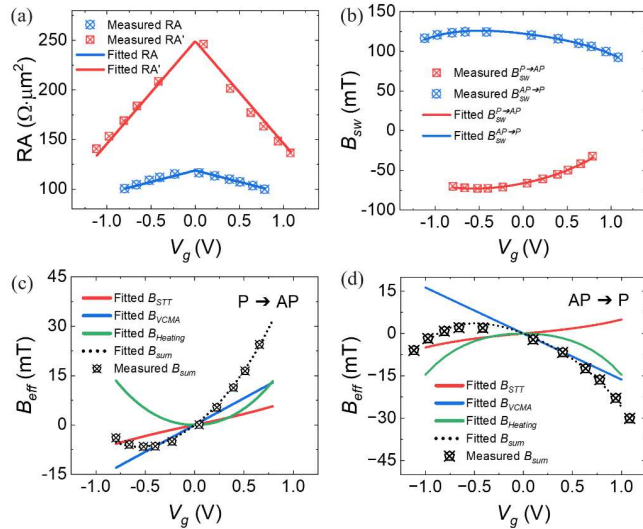 (a)
Measured RA
Measured RA'
Fitted RA
Fitted RA'
RA (Ω·μm²)
250
200
150
100
-1.0 -0.5 0.0 0.5 1.0
V_g (V)
(b)
Measured B_sw^P→AP
Measured B_sw^AP→P
Fitted B_sw^P→AP
Fitted B_sw^AP→P
B_sw (mT)
150
100
50
0
-50
-100
-1.0 -0.5 0.0 0.5 1.0
V_g (V)
(c)
P → AP
Fitted B_STT
Fitted B_VCMA
Fitted B_Heating
Fitted B_sum
Measured B_sum
B_eff (mT)
45
30
15
0
-15
-1.0 -0.5 0.0 0.5 1.0
V_g (V)
(d)
AP → P
Fitted B_STT
Fitted B_VCMA
Fitted B_Heating
Fitted B_sum
Measured B_sum
B_eff (mT)
30
15
0
-15
-30
-45
-1.0 -0.5 0.0 0.5 1.0
V_g (V)